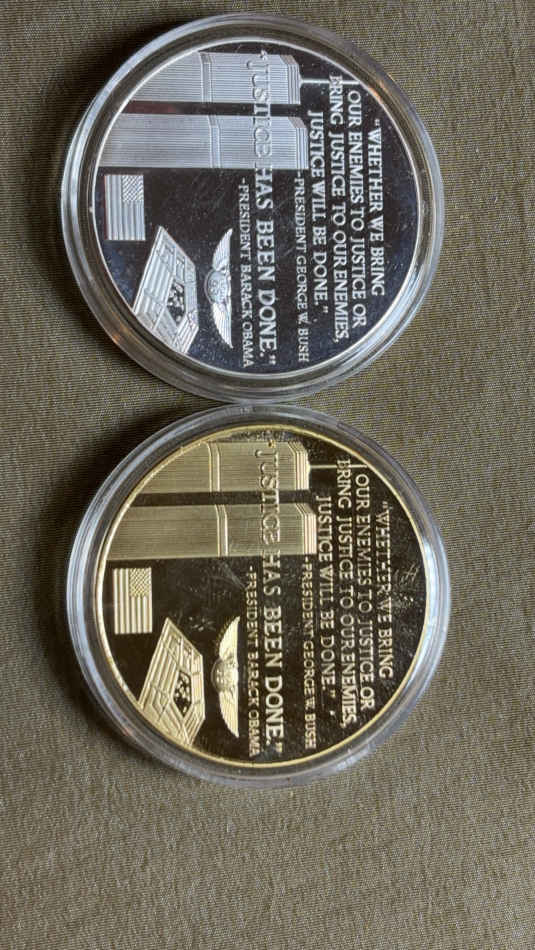 "WHETHER WE BRING
OUR ENEMIES TO JUSTICE OR
BRING JUSTICE TO OUR ENEMIES,
JUSTICE WILL BE DONE."
-PRESIDENT GEORGE W. BUSH
"JUSTICE HAS BEEN DONE."
-PRESIDENT BARACK OBAMA
"WHETHER WE BRING
OUR ENEMIES TO JUSTICE OR
BRING JUSTICE TO OUR ENEMIES,
JUSTICE WILL BE DONE."
-PRESIDENT GEORGE W. BUSH
"JUSTICE HAS BEEN DONE."
-PRESIDENT BARACK OBAMA